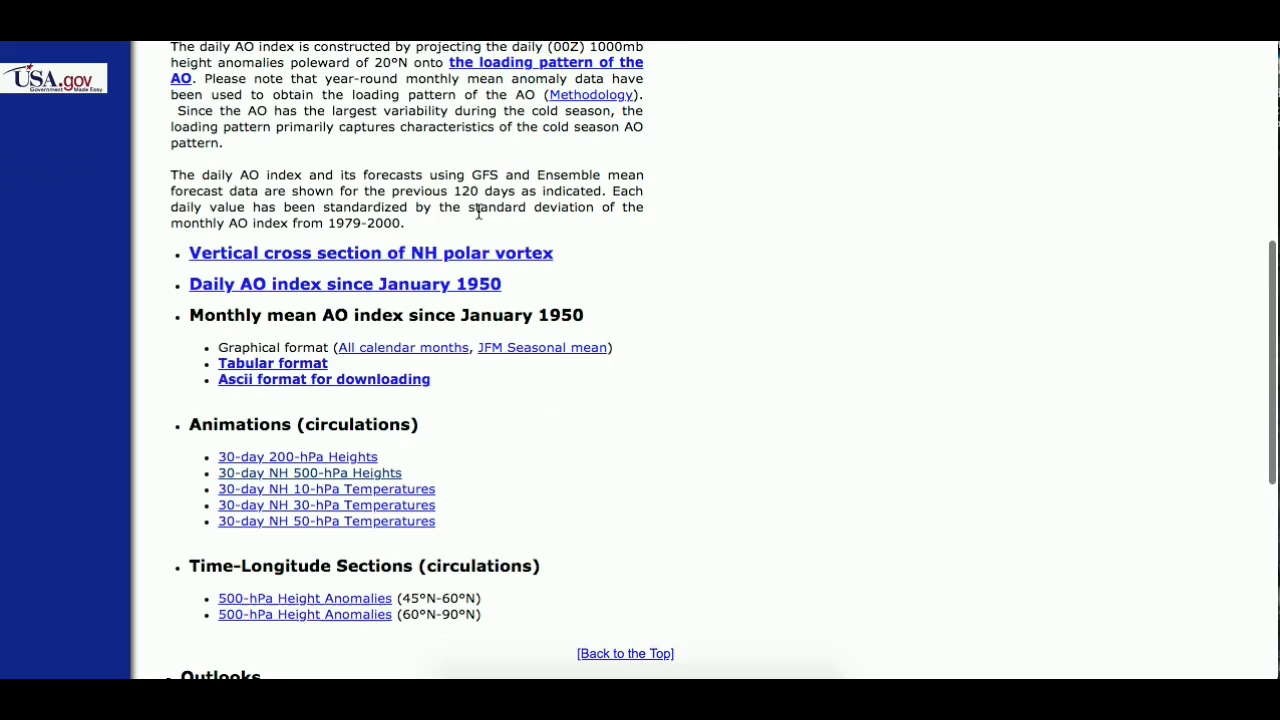 The daily AO index is constructed by projecting the daily (00Z) 1000mb
height anomalies poleward of 20°N onto the loading pattern of the
AO. Please note that year-round monthly mean anomaly data have
been used to obtain the loading pattern of the AO (Methodology).
Since the AO has the largest variability during the cold season, the
loading pattern primarily captures characteristics of the cold season AO
pattern.
USA.gov
Government Made Easy
The daily AO index and its forecasts using GFS and Ensemble mean
forecast data are shown for the previous 120 days as indicated. Each
daily value has been standardized by the standard deviation of the
monthly AO index from 1979-2000.
• Vertical cross section of NH polar vortex
• Daily AO index since January 1950
• Monthly mean AO index since January 1950
• Graphical format (All calendar months, JFM Seasonal mean)
• Tabular format
• Ascii format for downloading
• Animations (circulations)
• 30-day 200-hPa Heights
• 30-day NH 500-hPa Heights
• 30-day NH 10-hPa Temperatures
• 30-day NH 30-hPa Temperatures
• 30-day NH 50-hPa Temperatures
• Time-Longitude Sections (circulations)
• 500-hPa Height Anomalies (45°N-60°N)
• 500-hPa Height Anomalies (60°N-90°N)
[Back to the Top]
• Outlooks